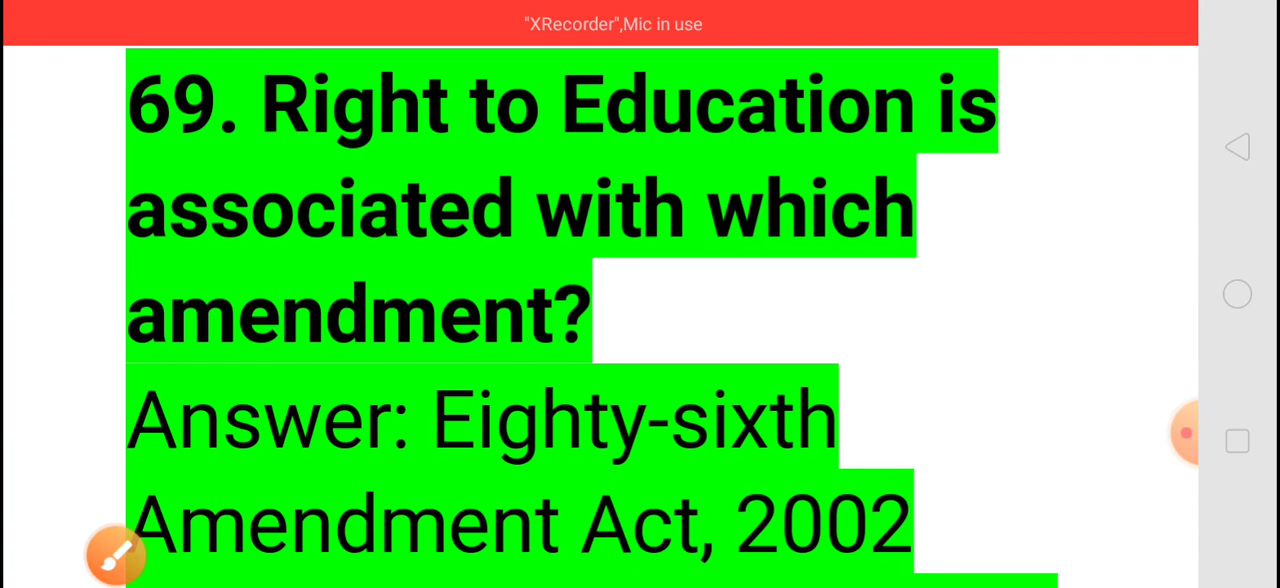 "XRecorder",Mic in use
69. Right to Education is
associated with which
amendment?
Answer: Eighty-sixth
Amendment Act, 2002